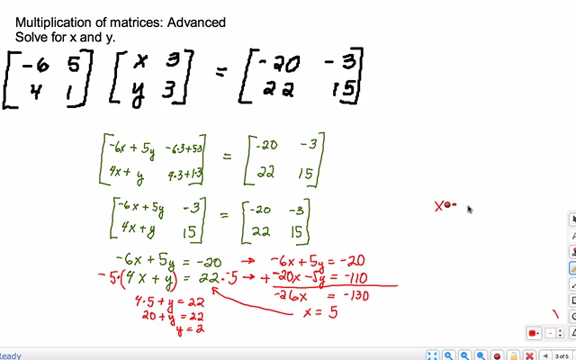 Multiplication of matrices: Advanced
Solve for x and y.
[-6 5] [x 3] = [-20 -3]
[4 1] [y 3] [22 15]
[-6x + 5y -6·3+5·3] = [-20 -3]
[4x + y 4·3+1·3] [22 15]
[-6x + 5y -3] = [-20 -3]
[4x + y 15] [22 15]
x = -
-6x + 5y = -20 → -6x + 5y = -20
-5·(4x + y) = 22·-5 → + -20x - 5y = -110
-26x = -130
4·5 + y = 22
x = 5
20 + y = 22
y = 2
Ready
3 of 5